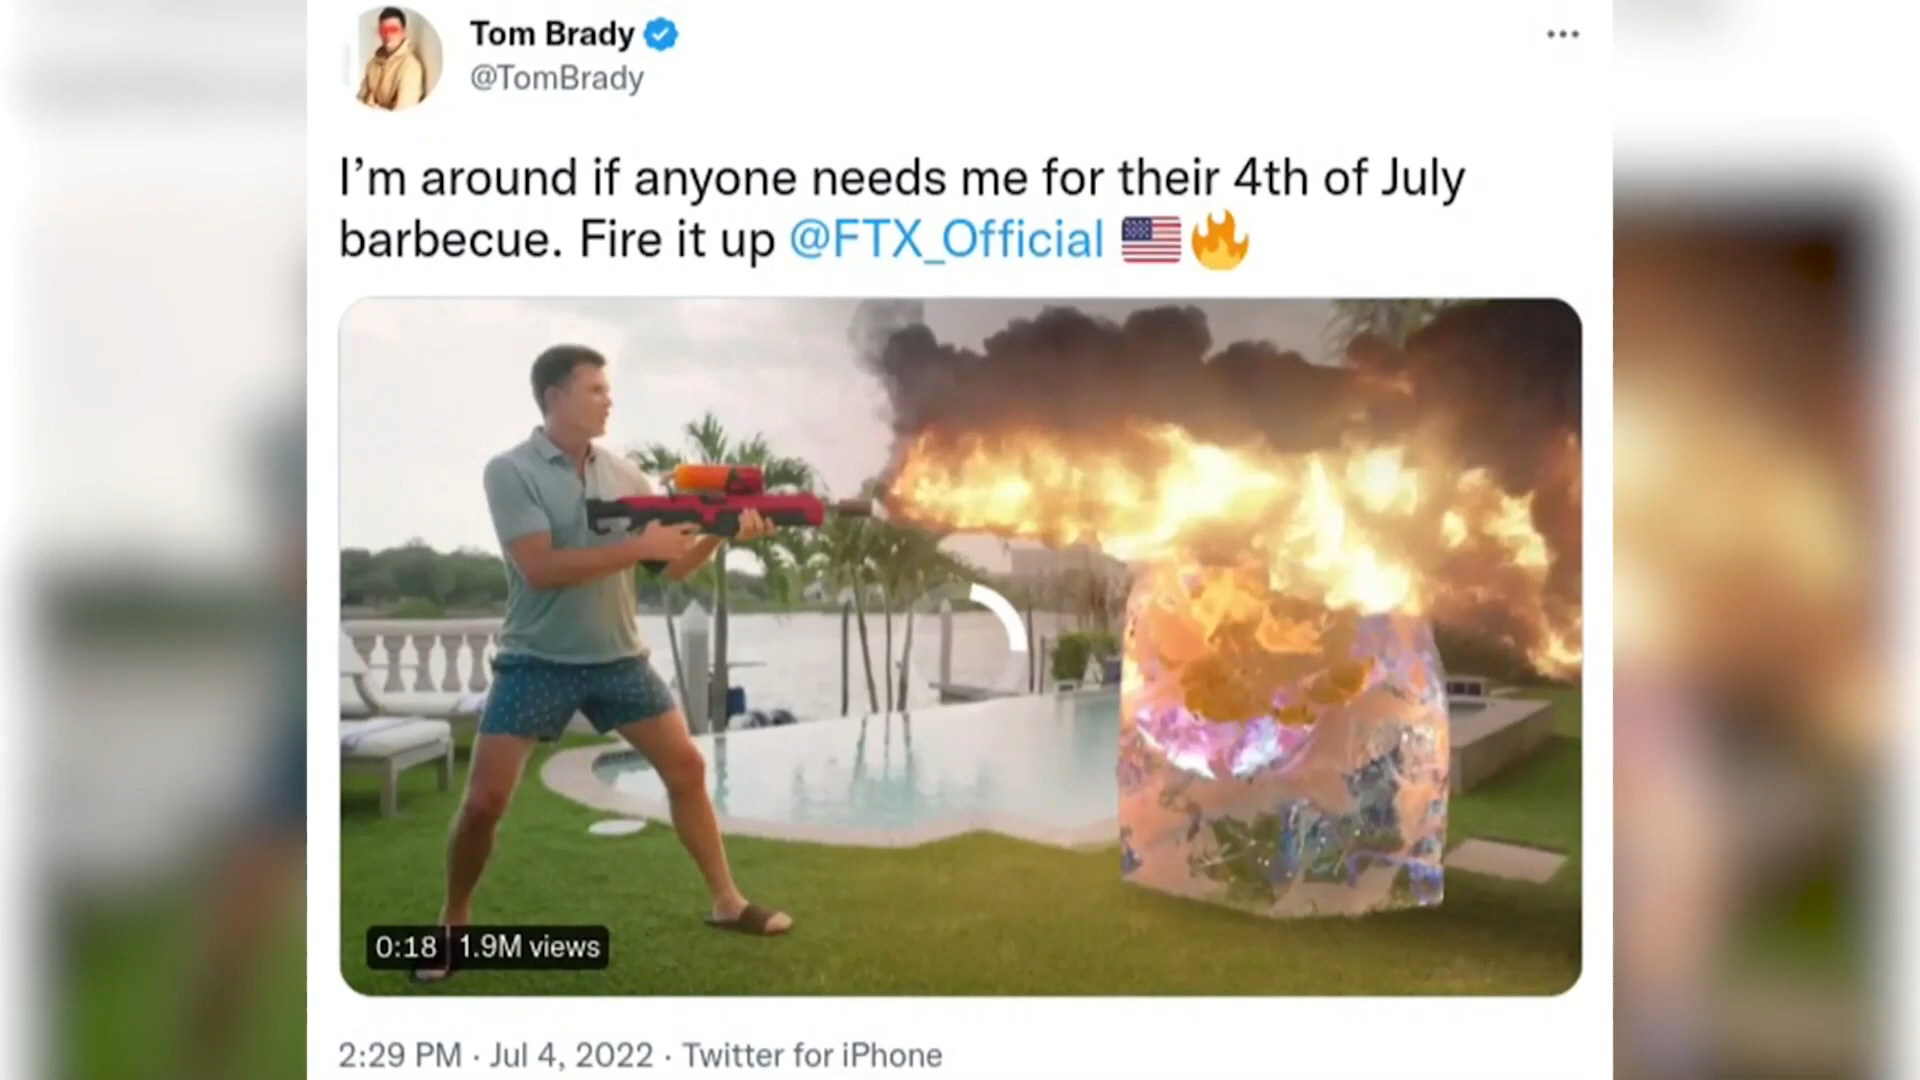 Tom Brady
@TomBrady
I’m around if anyone needs me for their 4th of July
barbecue. Fire it up @FTX_Official 🇺🇸🔥
0:18 1.9M views
2:29 PM · Jul 4, 2022 · Twitter for iPhone